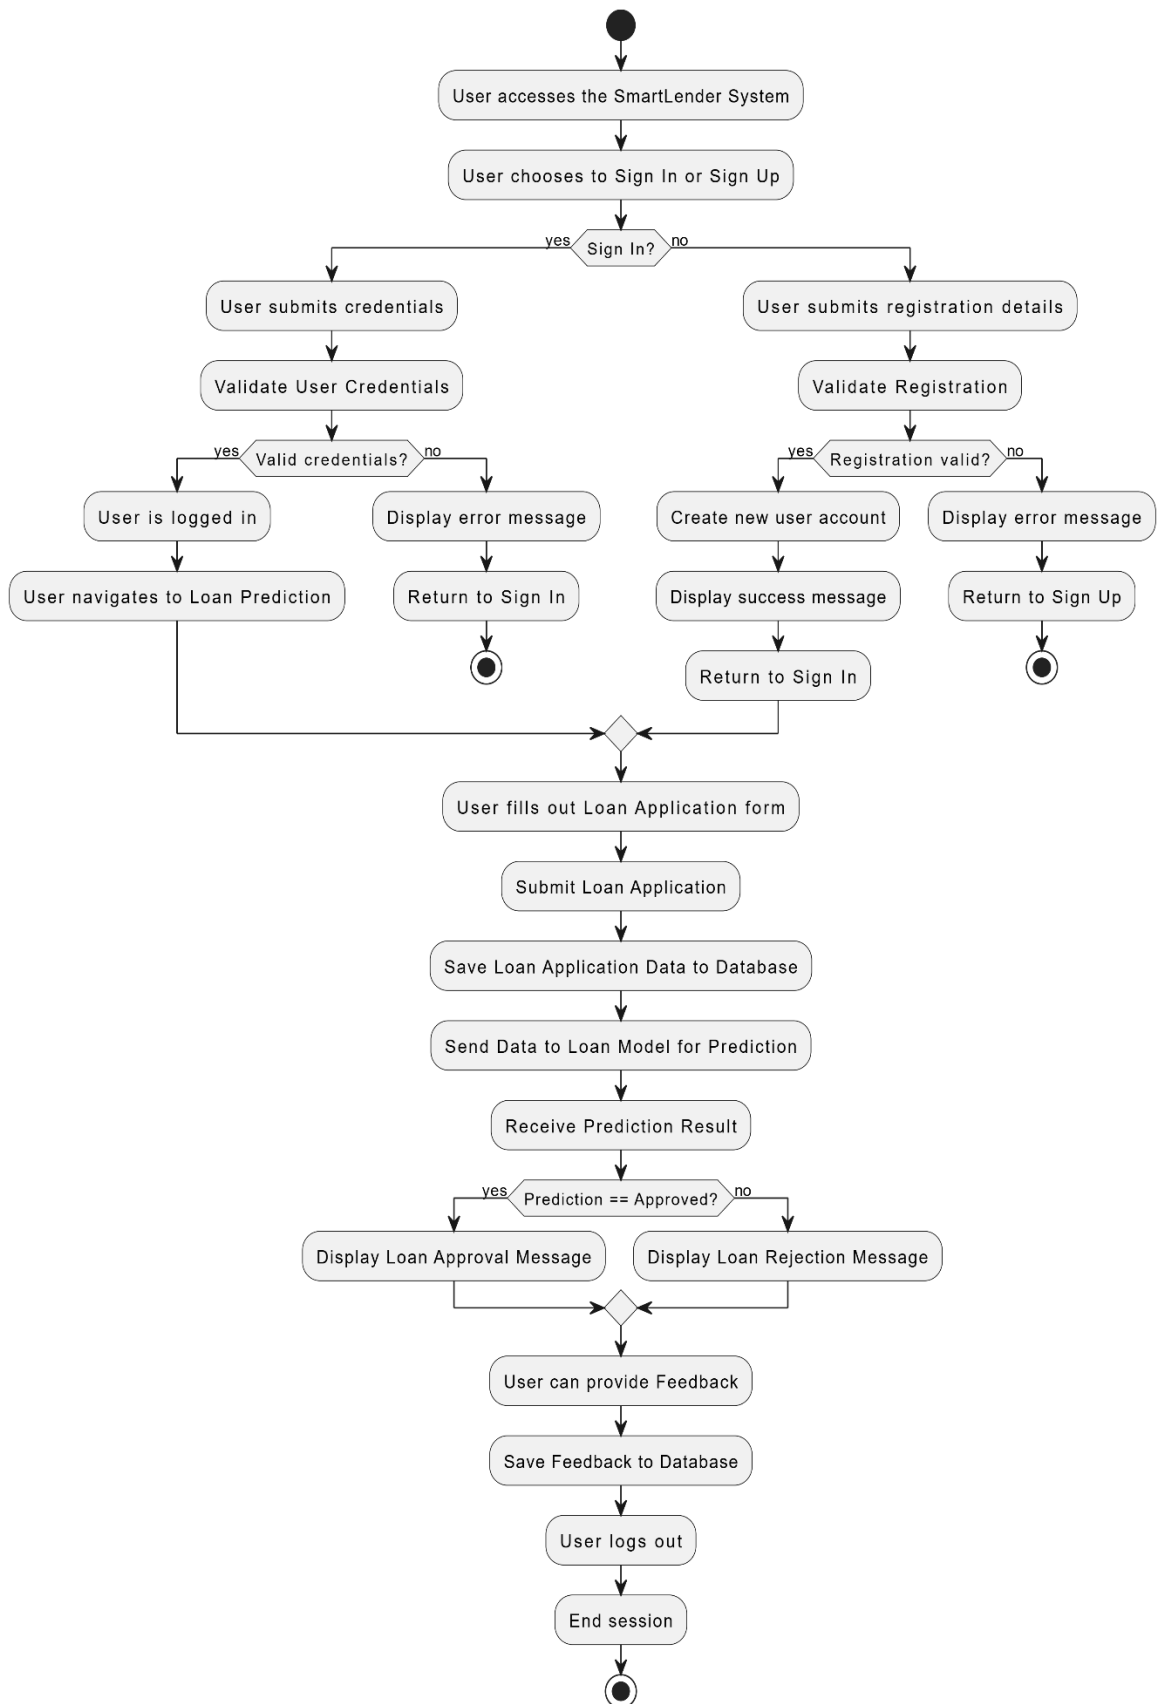 User accesses the SmartLender System
User chooses to Sign In or Sign Up
yes
Sign In?
no
User submits credentials
User submits registration details
Validate User Credentials
Validate Registration
yes
Valid credentials?
no
yes
Registration valid?
no
User is logged in
Display error message
Create new user account
Display error message
User navigates to Loan Prediction
Return to Sign In
Display success message
Return to Sign Up
Return to Sign In
User fills out Loan Application form
Submit Loan Application
Save Loan Application Data to Database
Send Data to Loan Model for Prediction
Receive Prediction Result
yes
Prediction == Approved?
no
Display Loan Approval Message
Display Loan Rejection Message
User can provide Feedback
Save Feedback to Database
User logs out
End session